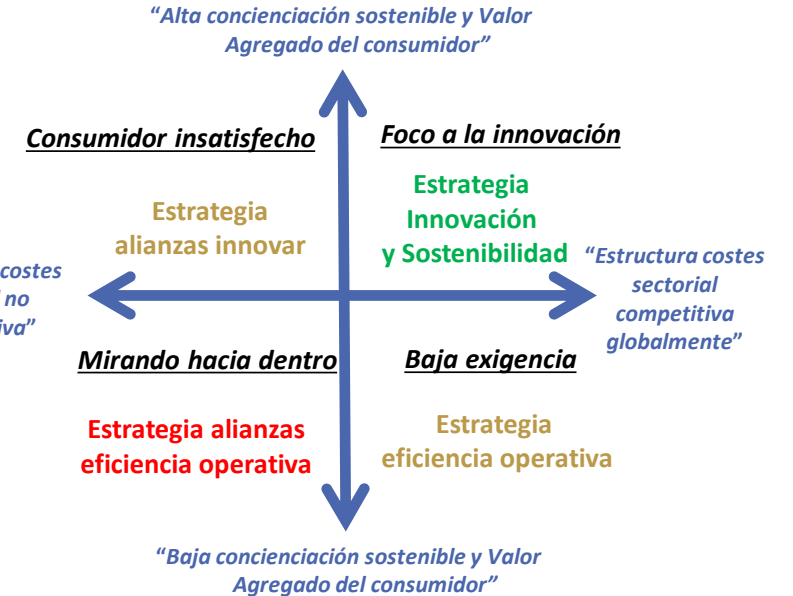 “Alta concienciación sostenible y Valor
Agregado del consumidor”
Consumidor insatisfecho
Foco a la innovación
Estrategia
alianzas innovar
Estrategia
Innovación
y Sostenibilidad
costes
no
iva”
“Estructura costes
sectorial
competitiva
globalmente”
Mirando hacia dentro
Baja exigencia
Estrategia alianzas
eficiencia operativa
Estrategia
eficiencia operativa
“Baja concienciación sostenible y Valor
Agregado del consumidor”